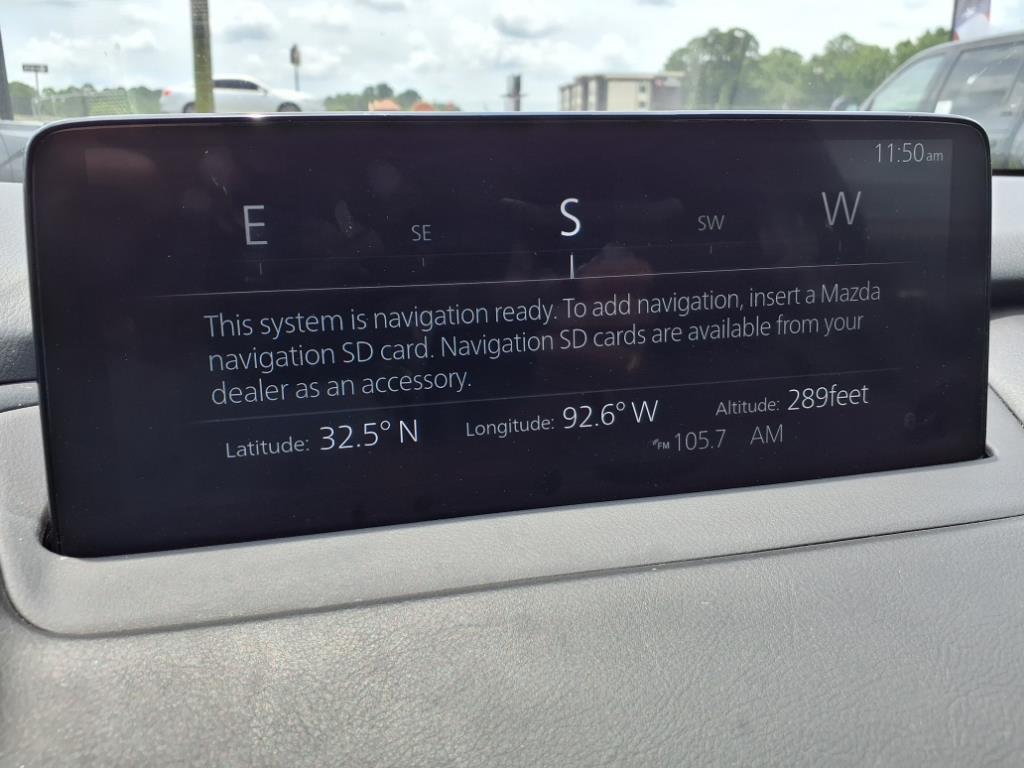 11:50am
E SE S SW W
This system is navigation ready. To add navigation, insert a Mazda
navigation SD card. Navigation SD cards are available from your
dealer as an accessory.
Latitude: 32.5° N Longitude: 92.6° W Altitude: 289feet
FM 105.7 AM